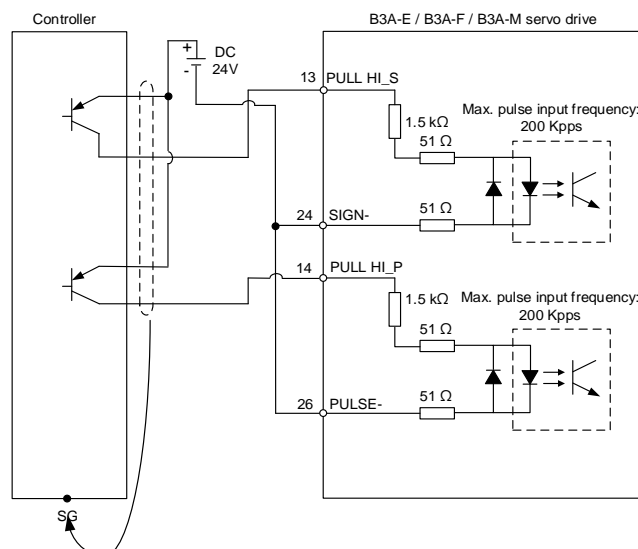 Controller
B3A-E / B3A-F / B3A-M servo drive
+
DC
24V
-
13
PULL HI_S
Max. pulse input frequency:
200 Kpps
1.5 kΩ
51 Ω
24
SIGN-
51 Ω
14
PULL HI_P
Max. pulse input frequency:
200 Kpps
1.5 kΩ
51 Ω
26
PULSE-
51 Ω
SG